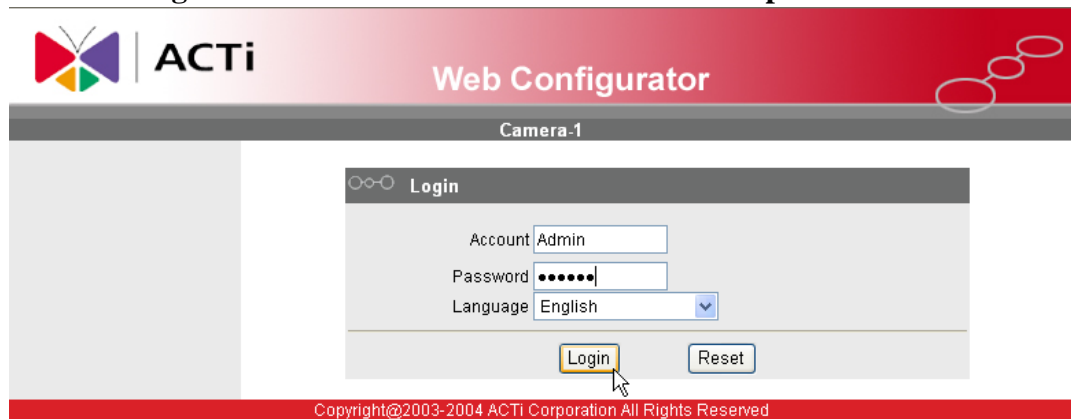 ACTi
Web Configurator
Camera-1
Login
Account Admin
Password ••••••
Language English
Login Reset
Copyright@2003-2004 ACTi Corporation All Rights Reserved